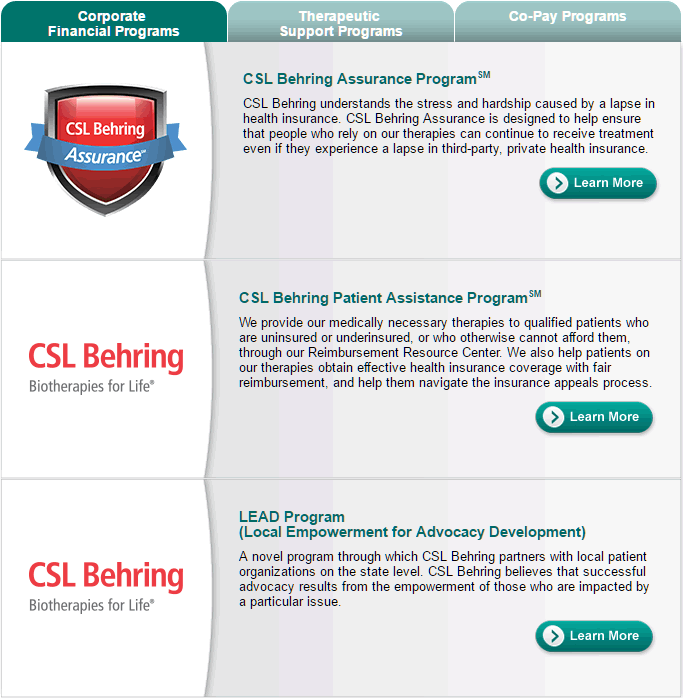 Corporate
Financial Programs
Therapeutic
Support Programs
Co-Pay Programs
CSL Behring
Assurance℠
CSL Behring Assurance Program℠
CSL Behring understands the stress and hardship caused by a lapse in
health insurance. CSL Behring Assurance is designed to help ensure
that people who rely on our therapies can continue to receive treatment
even if they experience a lapse in third-party, private health insurance.
Learn More
CSL Behring
Biotherapies for Life®
CSL Behring Patient Assistance Program℠
We provide our medically necessary therapies to qualified patients who
are uninsured or underinsured, or who otherwise cannot afford them,
through our Reimbursement Resource Center. We also help patients on
our therapies obtain effective health insurance coverage with fair
reimbursement, and help them navigate the insurance appeals process.
Learn More
CSL Behring
Biotherapies for Life®
LEAD Program
(Local Empowerment for Advocacy Development)
A novel program through which CSL Behring partners with local patient
organizations on the state level. CSL Behring believes that successful
advocacy results from the empowerment of those who are impacted by
a particular issue.
Learn More